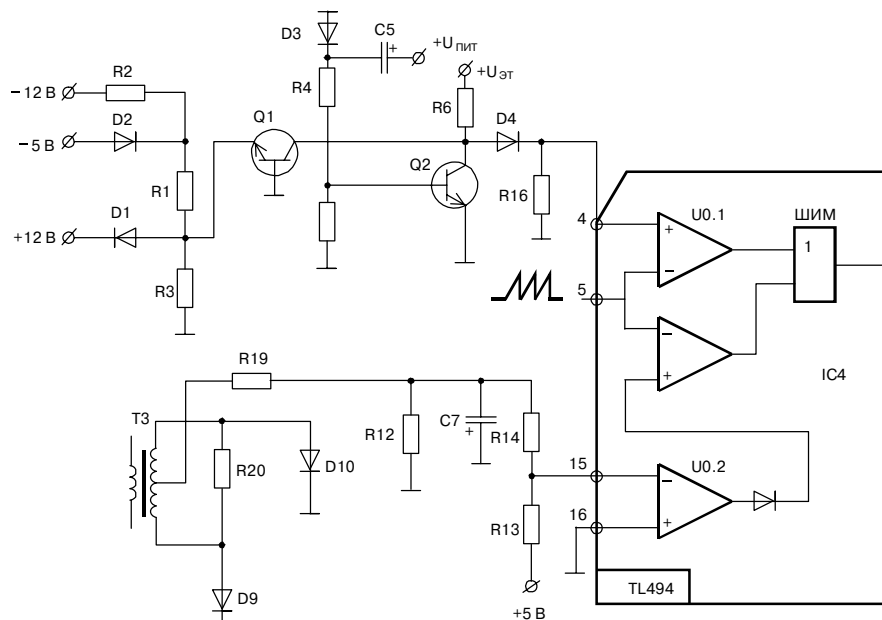 D3
C5
+Uпит
+Uэт
R2
−12 В
R4
R6
D2
Q1
D4
−5 В
Q2
R1
R16
D1
+12 В
4
U0.1
ШИМ
+
−
1
R3
5
−
+
IC4
R19
T3
R12
C7
+
R14
R20
D10
15
U0.2
−
16
+
R13
D9
+5 В
TL494
+